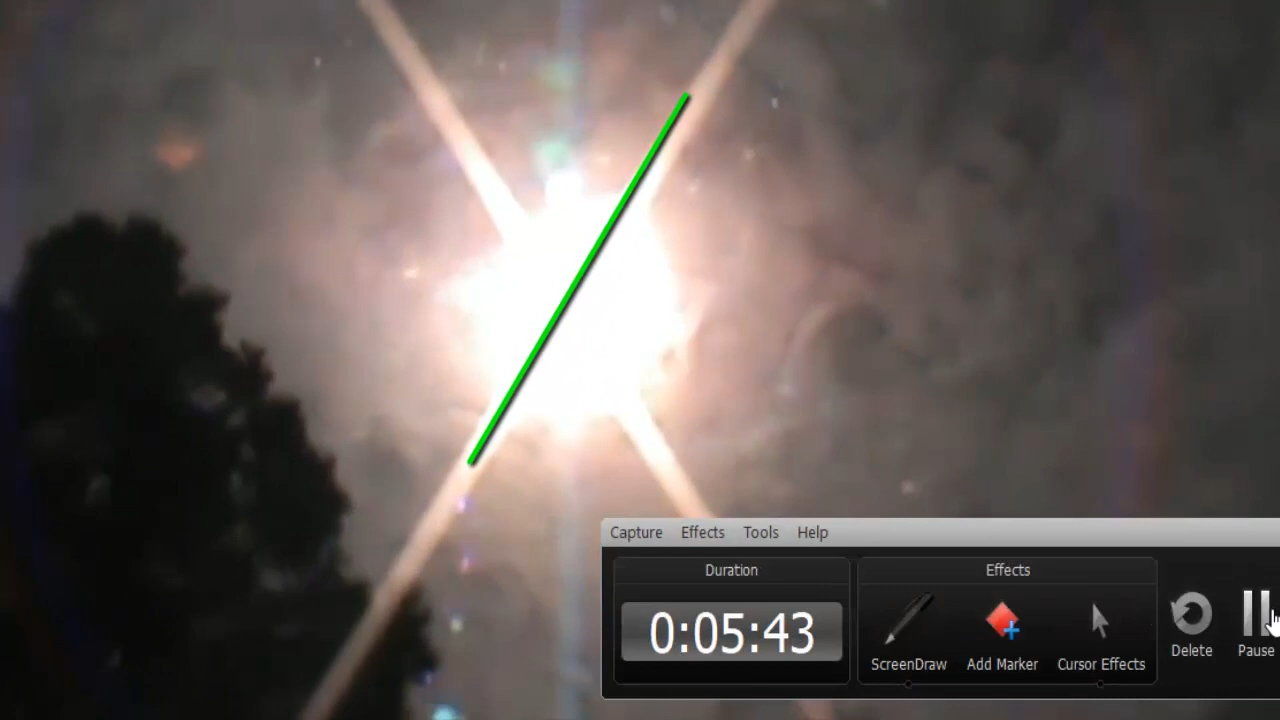 Capture Effects Tools Help
Duration
Effects
0:05:43
ScreenDraw
Add Marker
Cursor Effects
Delete
Pause